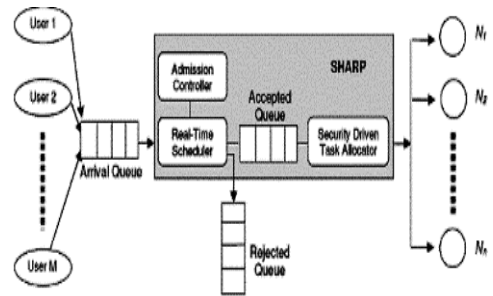 User 1
User 2
User M
Arrival Queue
Admission
Controller
Real-Time
Scheduler
SHARP
Accepted
Queue
Security Driven
Task Allocator
Rejected
Queue
N1
N2
Nn